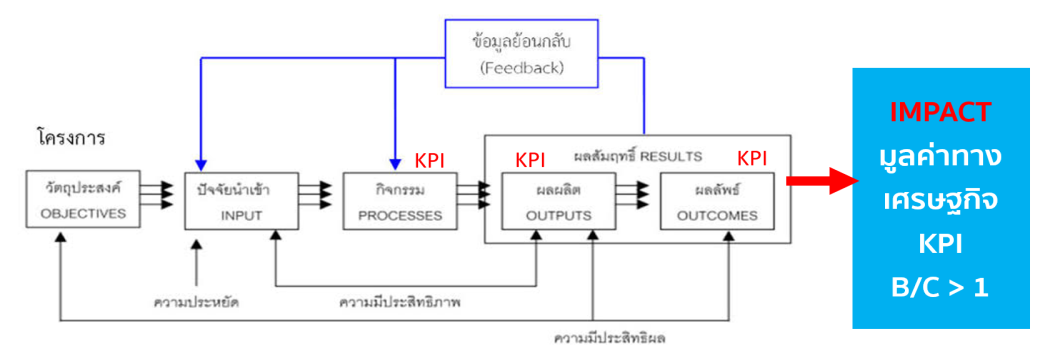 ข้อมูลย้อนกลับ
(Feedback)
โครงการ
วัตถุประสงค์
OBJECTIVES
ปัจจัยนำเข้า
INPUT
KPI
กิจกรรม
PROCESSES
KPI
ผลสัมฤทธิ์ RESULTS
KPI
ผลผลิต
OUTPUTS
ผลลัพธ์
OUTCOMES
ความประหยัด
ความมีประสิทธิภาพ
ความมีประสิทธิผล
IMPACT
มูลค่าทาง
เศรษฐกิจ
KPI
B/C > 1